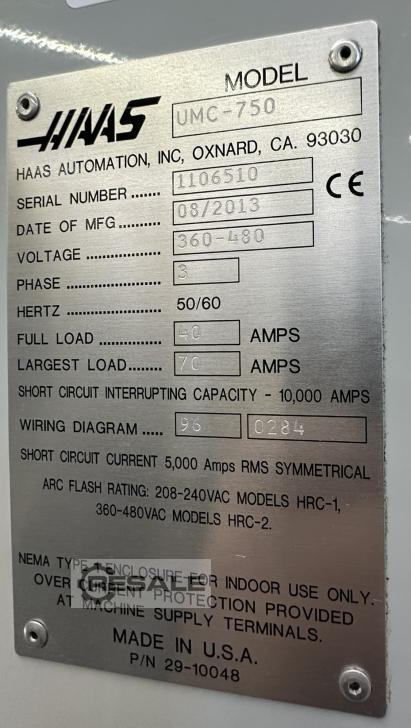 MODEL
HAAS
UMC-750
HAAS AUTOMATION, INC, OXNARD, CA. 93030
SERIAL NUMBER ....... 1106510
CE
DATE OF MFG.......... 08/2013
VOLTAGE .................. 360-480
PHASE ...................... 3
HERTZ ...................... 50/60
FULL LOAD ............... 40 AMPS
LARGEST LOAD........ 70 AMPS
SHORT CIRCUIT INTERRUPTING CAPACITY - 10,000 AMPS
WIRING DIAGRAM ..... 96 0284
SHORT CIRCUIT CURRENT 5,000 Amps RMS SYMMETRICAL
ARC FLASH RATING: 208-240VAC MODELS HRC-1,
360-480VAC MODELS HRC-2.
NEMA TYPE 1 ENCLOSURE FOR INDOOR USE ONLY.
RESALE
OVER CURRENT PROTECTION PROVIDED
AT MACHINE SUPPLY TERMINALS.
MADE IN U.S.A.
P/N 29-10048